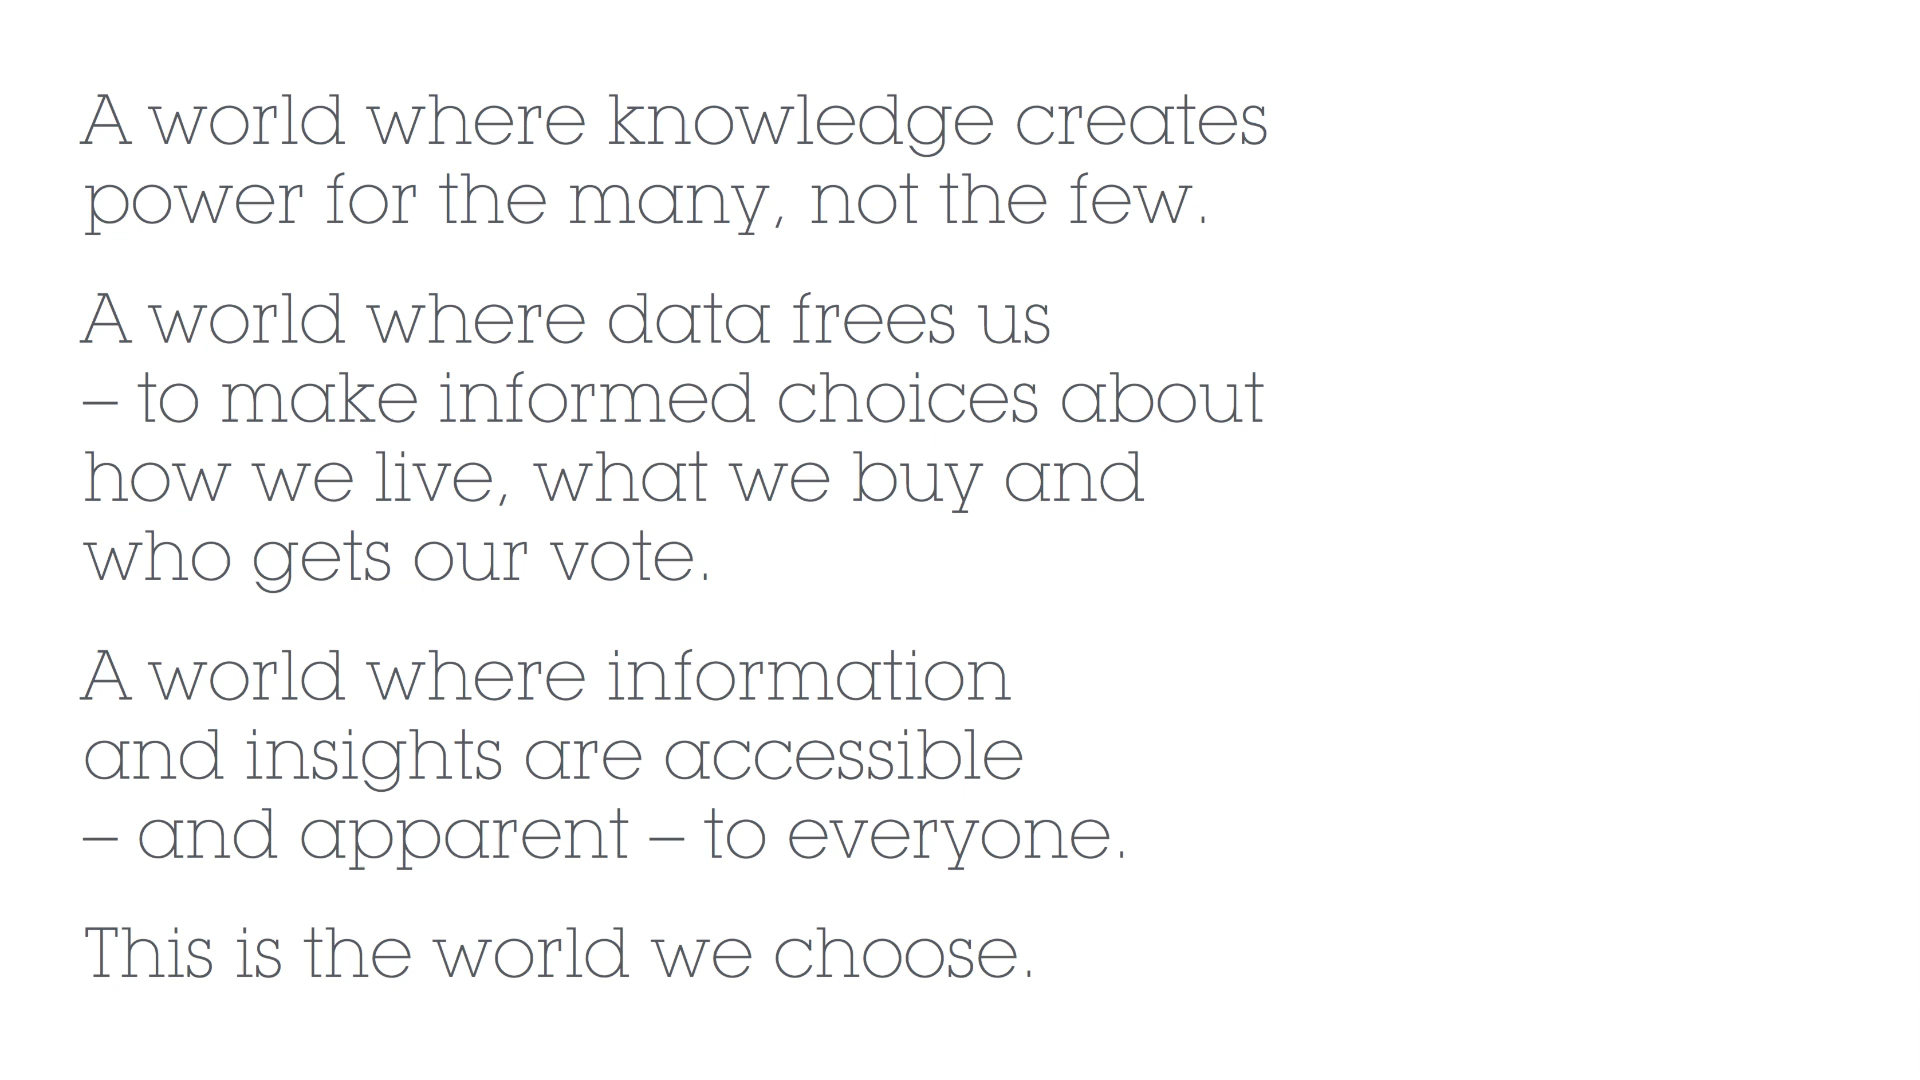 A world where knowledge creates
power for the many, not the few.
A world where data frees us
– to make informed choices about
how we live, what we buy and
who gets our vote.
A world where information
and insights are accessible
– and apparent – to everyone.
This is the world we choose.